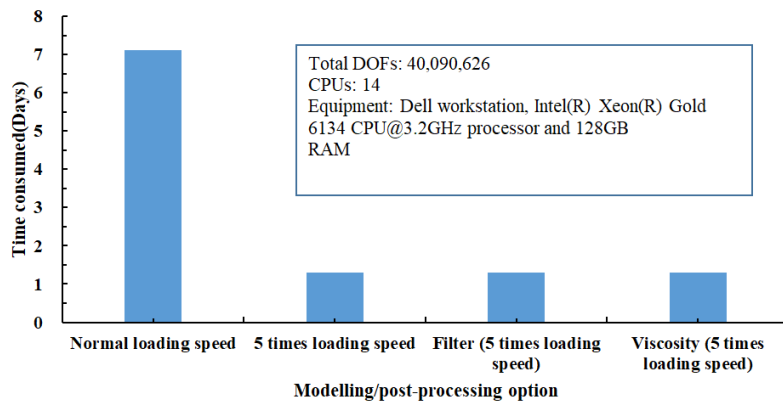 8
7
6
5
4
3
2
1
0
Time consumed(Days)
Total DOFs: 40,090,626
CPUs: 14
Equipment: Dell workstation, Intel(R) Xeon(R) Gold
6134 CPU@3.2GHz processor and 128GB
RAM
Normal loading speed
5 times loading speed
Filter (5 times loading
speed)
Viscosity (5 times
loading speed)
Modelling/post-processing option